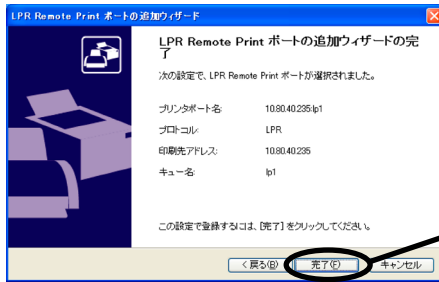 LPR Remote Print ポートの追加ウィザード
LPR Remote Print ポートの追加ウィザードの完
了
次の設定で、LPR Remote Print ポートが選択されました。
プリンタポート名: 10.80.40.235:lp1
プロトコル: LPR
印刷先アドレス: 10.80.40.235
キュー名: lp1
この設定で登録するには、[完了] をクリックしてください。
< 戻る(B) 完了(F) キャンセル